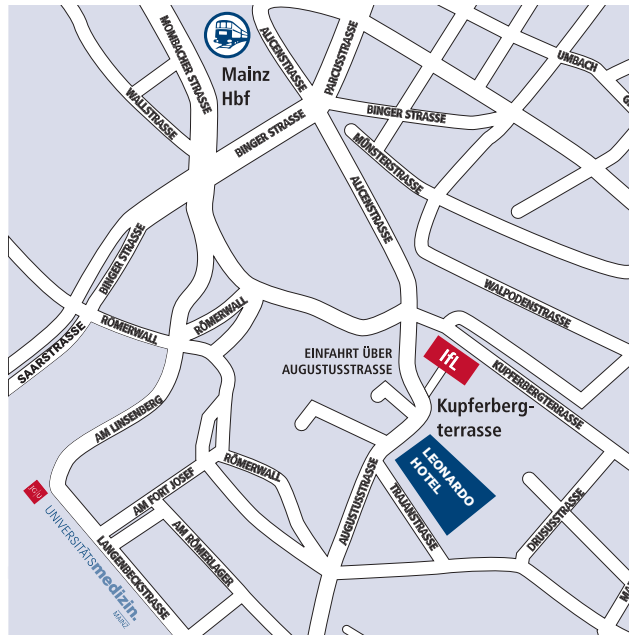 MOMBACHER STRASSE
ALICENSTRASSE
PARCUSSTRASSE
UMBACH
Mainz
Hbf
WALLSTRASSE
BINGER STRASSE
BINGER STRASSE
MÜNSTERSTRASSE
ALICENSTRASSE
BINGER STRASSE
WALPODENSTRASSE
RÖMERWALL
RÖMERWALL
SAARSTRASSE
EINFAHRT ÜBER
AUGUSTUSSTRASSE
IfL
KUPFERBERGTERRASSE
Kupferberg-
terrasse
AM LINSENBERG
LEONARDO
HOTEL
RÖMERWALL
AM FORT JOSEF
AUGUSTUSSTRASSE
TRAJANSTRASSE
DRUSUSSTRASSE
JG|U
UNIVERSITÄTSmedizin.
MAINZ
LANGENBECKSTRASSE
AM RÖMERLAGER